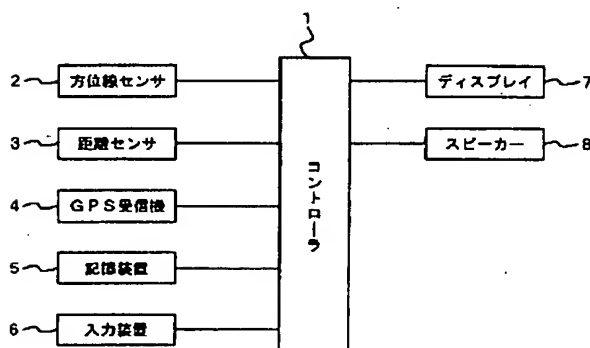 1
2 方位線センサ
3 距離センサ
4 GPS受信機
5 記憶装置
6 入力装置
コントローラ
ディスプレイ 7
スピーカー 8